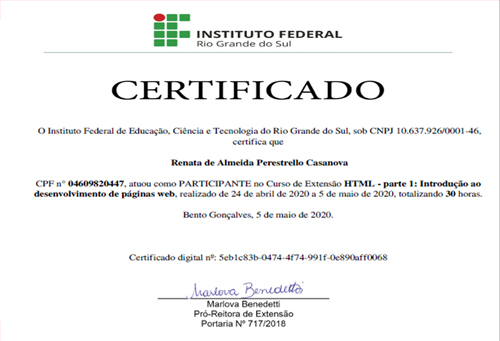 INSTITUTO FEDERAL
Rio Grande do Sul
CERTIFICADO
O Instituto Federal de Educação, Ciência e Tecnologia do Rio Grande do Sul, sob CNPJ 10.637.926/0001-46,
certifica que
Renata de Almeida Perestrello Casanova
CPF n° 04609820447, atuou como PARTICIPANTE no Curso de Extensão HTML - parte 1: Introdução ao
desenvolvimento de páginas web, realizado de 24 de abril de 2020 a 5 de maio de 2020, totalizando 30 horas.
Bento Gonçalves, 5 de maio de 2020.
Certificado digital nº: 5eb1c83b-0474-4f74-991f-0e890aff0068
Marlova Benedetti
Marlova Benedetti
Pró-Reitora de Extensão
Portaria Nº 717/2018